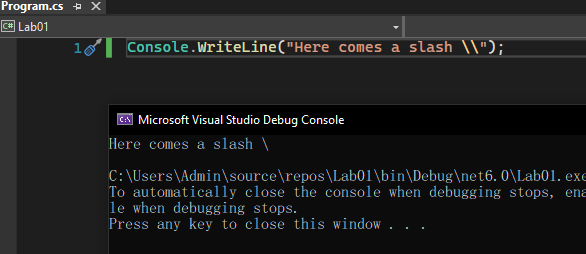 Program.cs
C# Lab01
1 Console.WriteLine("Here comes a slash \\");
C:\ Microsoft Visual Studio Debug Console
Here comes a slash \
C:\Users\Admin\source\repos\Lab01\bin\Debug\net6.0\Lab01.exe
To automatically close the console when debugging stops, ena
le when debugging stops.
Press any key to close this window . . .